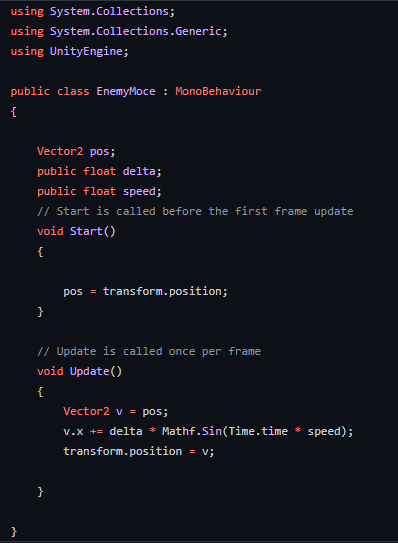 using System.Collections;
using System.Collections.Generic;
using UnityEngine;
public class EnemyMoce : MonoBehaviour
{
Vector2 pos;
public float delta;
public float speed;
// Start is called before the first frame update
void Start()
{
pos = transform.position;
}
// Update is called once per frame
void Update()
{
Vector2 v = pos;
v.x += delta * Mathf.Sin(Time.time * speed);
transform.position = v;
}
}